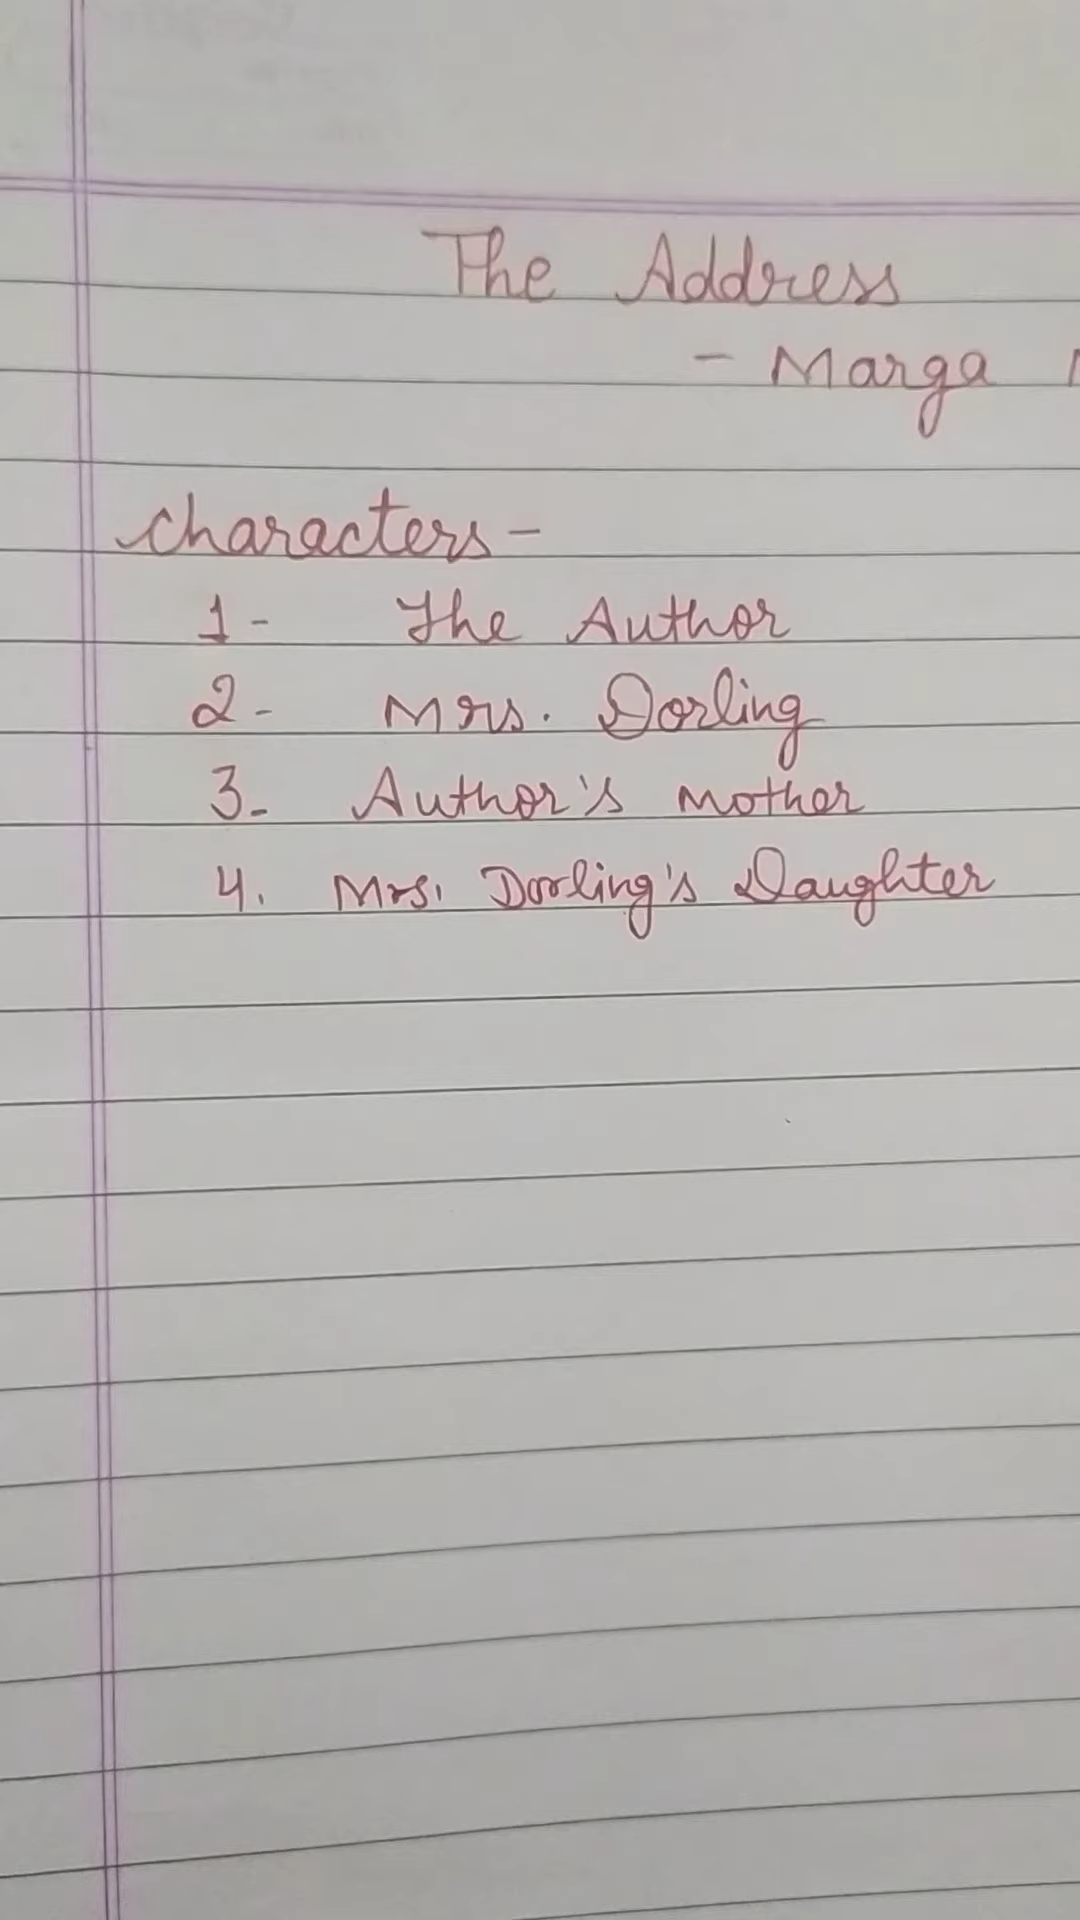 The Address
- Marga
characters -
1- The Author
2- Mrs. Dorling
3- Author's mother
4. Mrs. Dorling's Daughter